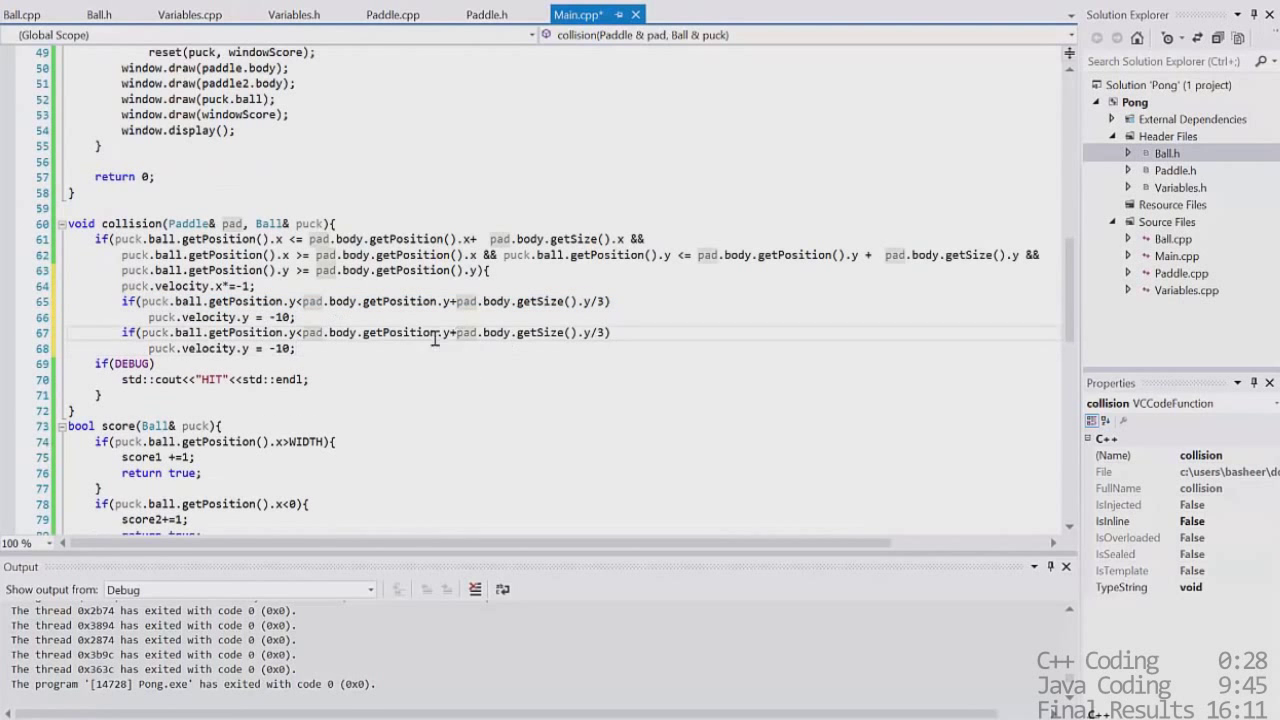 Ball.cpp Ball.h Variables.cpp Variables.h Paddle.cpp Paddle.h Main.cpp*
(Global Scope) collision(Paddle & pad, Ball & puck)
49 reset(puck, windowScore);
50 window.draw(paddle.body);
51 window.draw(paddle2.body);
52 window.draw(puck.ball);
53 window.draw(windowScore);
54 window.display();
55 }
56
57 return 0;
58 }
59
60 void collision(Paddle& pad, Ball& puck){
61 if(puck.ball.getPosition().x <= pad.body.getPosition().x+ pad.body.getSize().x &&
62 puck.ball.getPosition().x >= pad.body.getPosition().x && puck.ball.getPosition().y <= pad.body.getPosition().y + pad.body.getSize().y &&
63 puck.ball.getPosition().y >= pad.body.getPosition().y){
64 puck.velocity.x*=-1;
65 if(puck.ball.getPosition.y<pad.body.getPosition.y+pad.body.getSize().y/3)
66 puck.velocity.y = -10;
67 if(puck.ball.getPosition.y<pad.body.getPosition.y+pad.body.getSize().y/3)
68 puck.velocity.y = -10;
69 if(DEBUG)
70 std::cout<<"HIT"<<std::endl;
71 }
72 }
73 bool score(Ball& puck){
74 if(puck.ball.getPosition().x>WIDTH){
75 score1 +=1;
76 return true;
77 }
78 if(puck.ball.getPosition().x<0){
79 score2+=1;
return true;
100 %
Output
Show output from: Debug
The thread 0x2b74 has exited with code 0 (0x0).
The thread 0x3894 has exited with code 0 (0x0).
The thread 0x2874 has exited with code 0 (0x0).
The thread 0x3b9c has exited with code 0 (0x0).
The thread 0x363c has exited with code 0 (0x0).
The program '[14728] Pong.exe' has exited with code 0 (0x0).
Solution Explorer
Search Solution Explorer (Ctrl+;)
Solution 'Pong' (1 project)
Pong
External Dependencies
Header Files
Ball.h
Paddle.h
Variables.h
Resource Files
Source Files
Ball.cpp
Main.cpp
Paddle.cpp
Variables.cpp
Properties
collision VCCodeFunction
C++
(Name) collision
File c:\users\basheer\do
FullName collision
IsInjected False
IsInline False
IsOverloaded False
IsSealed False
IsTemplate False
TypeString void
C++ Coding 0:28
Java Coding 9:45
Final Results 16:11
C++